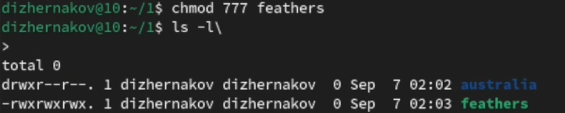 dizhernakov@10:~/1$ chmod 777 feathers
dizhernakov@10:~/1$ ls -l\
>
total 0
drwxr--r--. 1 dizhernakov dizhernakov 0 Sep 7 02:02 australia
-rwxrwxrwx. 1 dizhernakov dizhernakov 0 Sep 7 02:03 feathers